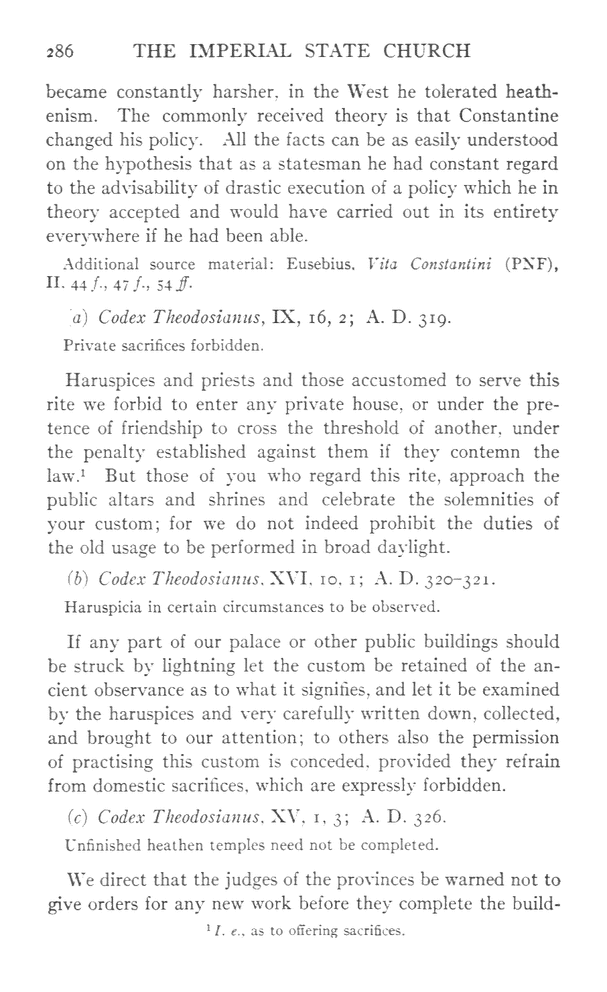 286 THE IMPERIAL STATE CHURCH
became constantly harsher, in the West he tolerated heath-
enism. The commonly received theory is that Constantine
changed his policy. All the facts can be as easily understood
on the hypothesis that as a statesman he had constant regard
to the advisability of drastic execution of a policy which he in
theory accepted and would have carried out in its entirety
everywhere if he had been able.
Additional source material: Eusebius, Vita Constantini (PNF),
II. 44 f., 47 f., 54 ff.
a) Codex Theodosianus, IX, 16, 2; A. D. 319.
Private sacrifices forbidden.
Haruspices and priests and those accustomed to serve this
rite we forbid to enter any private house, or under the pre-
tence of friendship to cross the threshold of another, under
the penalty established against them if they contemn the
law.¹ But those of you who regard this rite, approach the
public altars and shrines and celebrate the solemnities of
your custom; for we do not indeed prohibit the duties of
the old usage to be performed in broad daylight.
(b) Codex Theodosianus, XVI, 10, 1; A. D. 320–321.
Haruspicia in certain circumstances to be observed.
If any part of our palace or other public buildings should
be struck by lightning let the custom be retained of the an-
cient observance as to what it signifies, and let it be examined
by the haruspices and very carefully written down, collected,
and brought to our attention; to others also the permission
of practising this custom is conceded, provided they refrain
from domestic sacrifices, which are expressly forbidden.
(c) Codex Theodosianus, XV, 1, 3; A. D. 326.
Unfinished heathen temples need not be completed.
We direct that the judges of the provinces be warned not to
give orders for any new work before they complete the build-
¹ I. e., as to offering sacrifices.